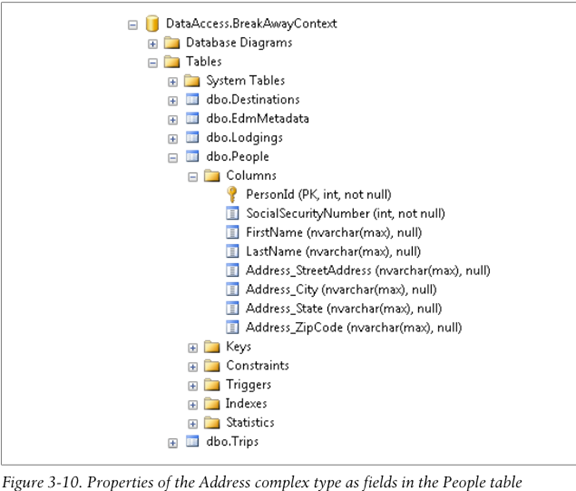 DataAccess.BreakAwayContext
Database Diagrams
Tables
System Tables
dbo.Destinations
dbo.EdmMetadata
dbo.Lodgings
dbo.People
Columns
PersonId (PK, int, not null)
SocialSecurityNumber (int, not null)
FirstName (nvarchar(max), null)
LastName (nvarchar(max), null)
Address_StreetAddress (nvarchar(max), null)
Address_City (nvarchar(max), null)
Address_State (nvarchar(max), null)
Address_ZipCode (nvarchar(max), null)
Keys
Constraints
Triggers
Indexes
Statistics
dbo.Trips
Figure 3-10. Properties of the Address complex type as fields in the People table